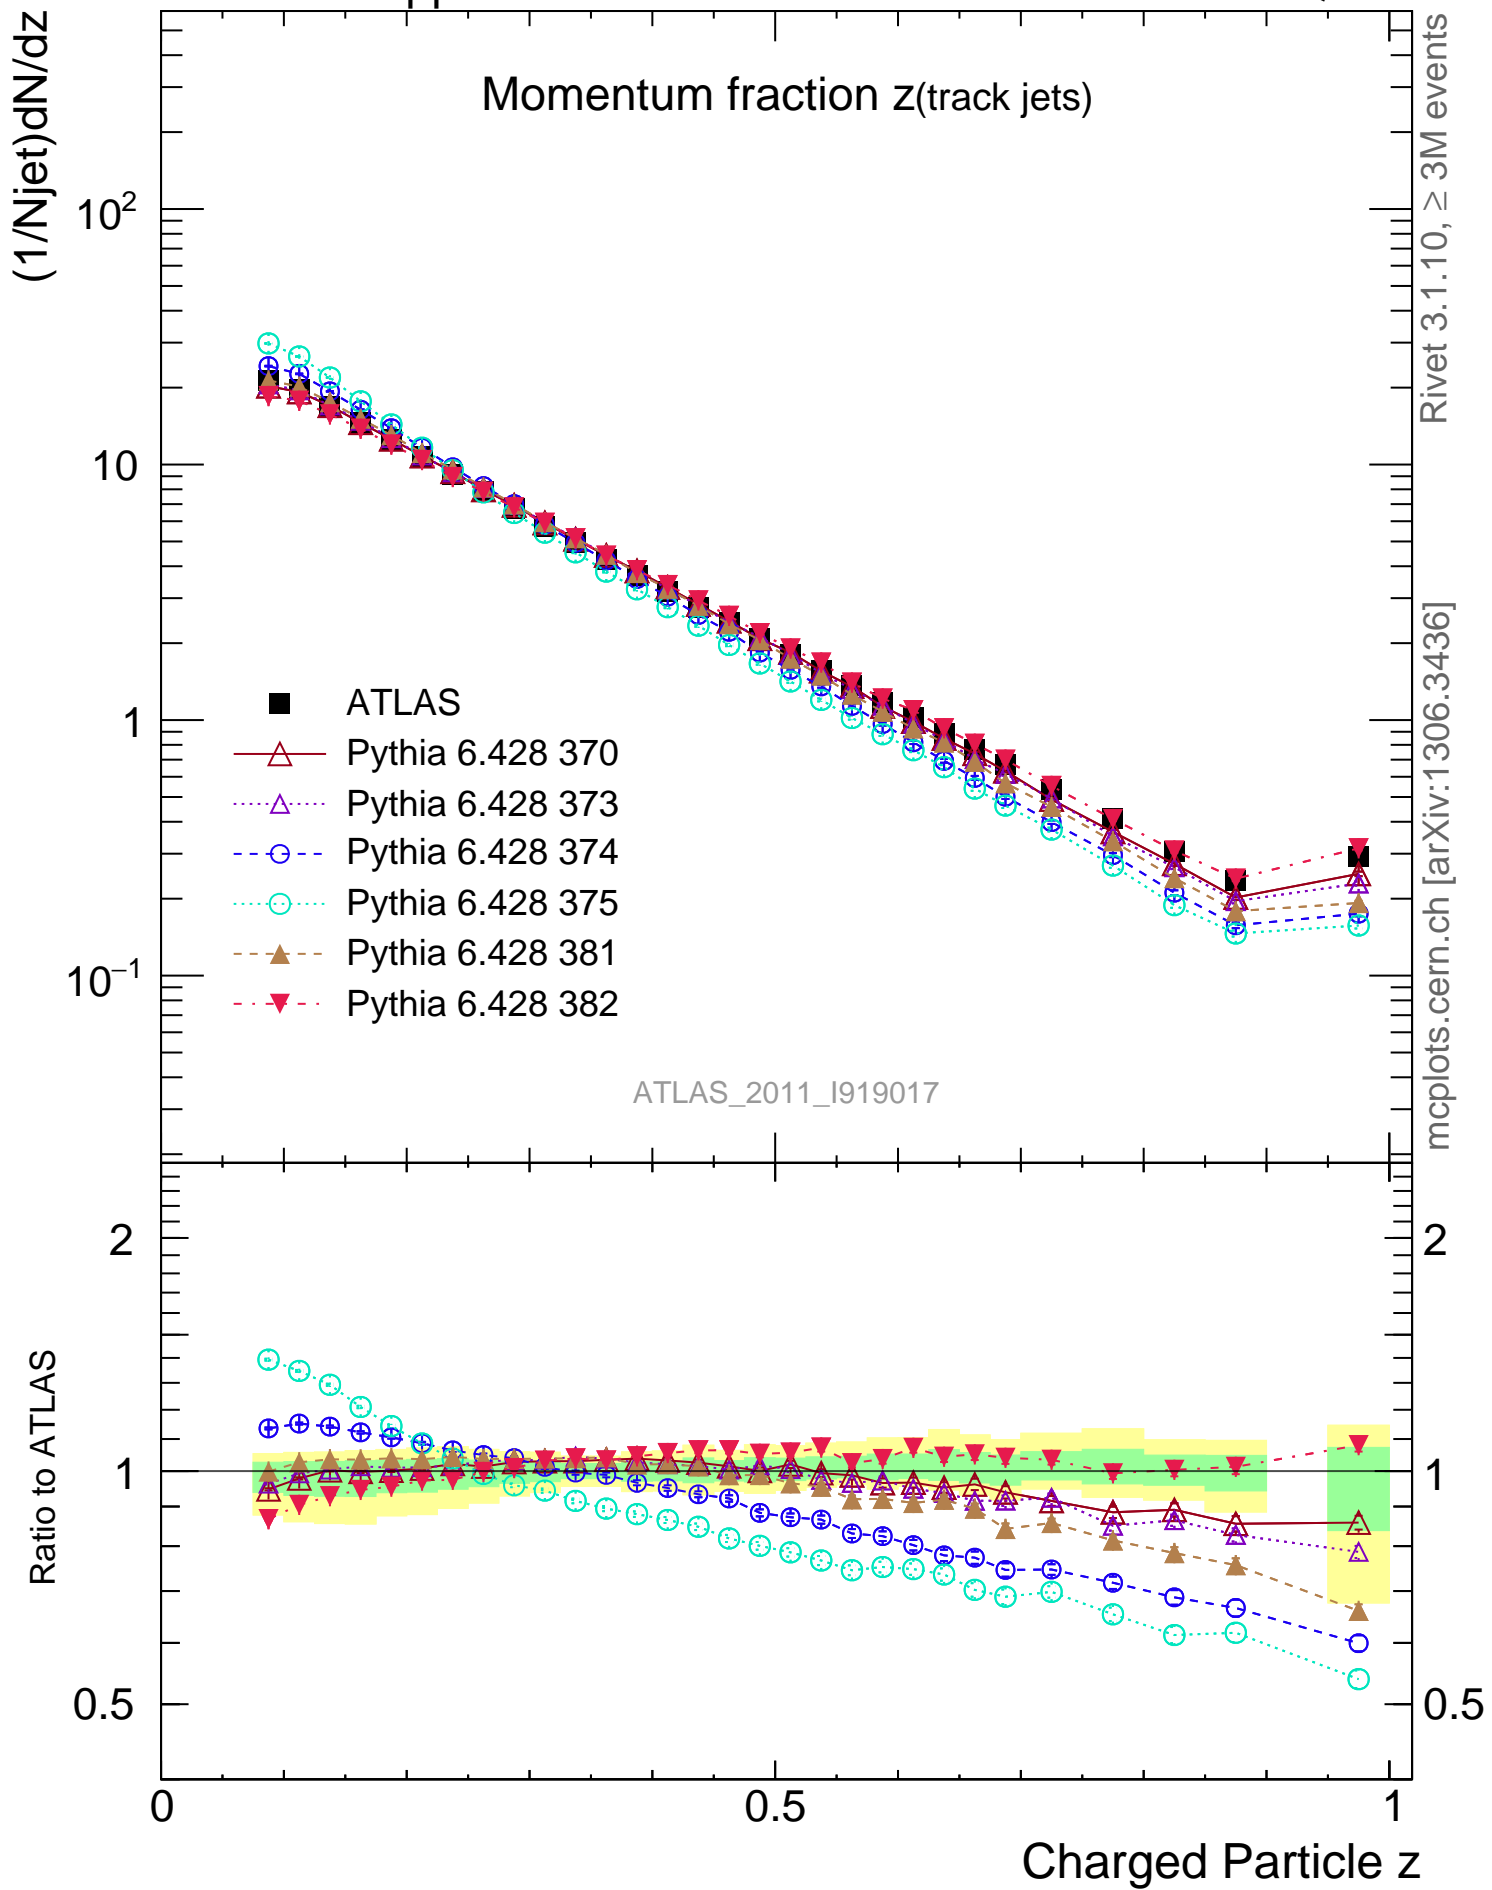 (1/Njet)dN/dz
Momentum fraction z(track jets)
10²
10
1
10⁻¹
ATLAS
Pythia 6.428 370
Pythia 6.428 373
Pythia 6.428 374
Pythia 6.428 375
Pythia 6.428 381
Pythia 6.428 382
ATLAS_2011_I919017
Rivet 3.1.10, ≥ 3M events
mcplots.cern.ch [arXiv:1306.3436]
Ratio to ATLAS
2
1
0.5
2
1
0.5
0
0.5
1
Charged Particle z